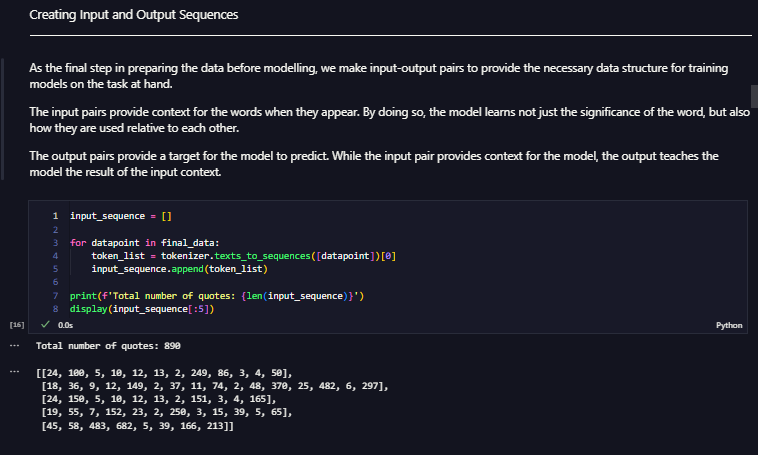 Creating Input and Output Sequences
As the final step in preparing the data before modelling, we make input-output pairs to provide the necessary data structure for training
models on the task at hand.
The input pairs provide context for the words when they appear. By doing so, the model learns not just the significance of the word, but also
how they are used relative to each other.
The output pairs provide a target for the model to predict. While the input pair provides context for the model, the output teaches the
model the result of the input context.
1 input_sequence = []
2
3 for datapoint in final_data:
4     token_list = tokenizer.texts_to_sequences([datapoint])[0]
5     input_sequence.append(token_list)
6
7 print(f'Total number of quotes: {len(input_sequence)}')
8 display(input_sequence[:5])
[16] ✓ 0.0s Python
... Total number of quotes: 890
... [[24, 100, 5, 10, 12, 13, 2, 249, 86, 3, 4, 50],
[18, 36, 9, 12, 149, 2, 37, 11, 74, 2, 48, 370, 25, 482, 6, 297],
[24, 150, 5, 10, 12, 13, 2, 151, 3, 4, 165],
[19, 55, 7, 152, 23, 2, 250, 3, 15, 39, 5, 65],
[45, 58, 483, 682, 5, 39, 166, 213]]